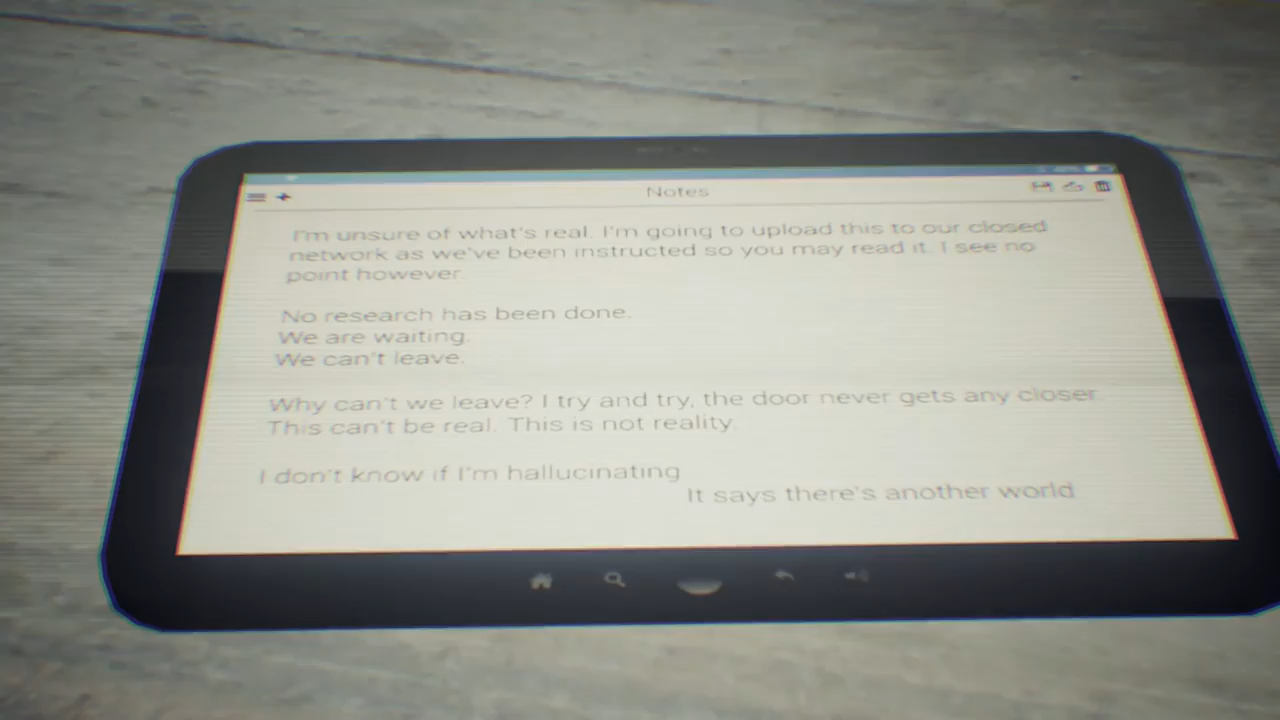 Notes
I'm unsure of what's real. I'm going to upload this to our closed
network as we've been instructed so you may read it. I see no
point however.
No research has been done.
We are waiting.
We can't leave.
Why can't we leave? I try and try, the door never gets any closer
This can't be real. This is not reality.
I don't know if I'm hallucinating
It says there's another world